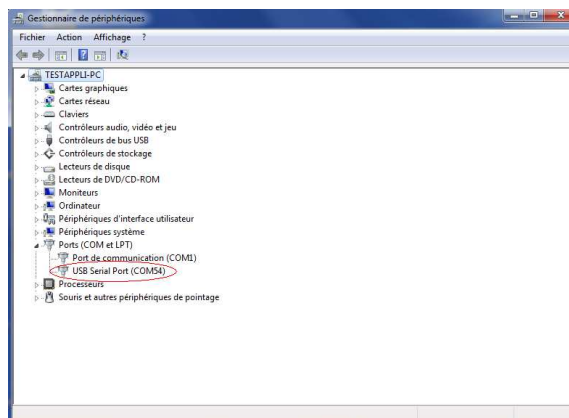 Gestionnaire de périphériques
Fichier Action Affichage ?
TESTAPPLI-PC
Cartes graphiques
Cartes réseau
Claviers
Contrôleurs audio, vidéo et jeu
Contrôleurs de bus USB
Contrôleurs de stockage
Lecteurs de disque
Lecteurs de DVD/CD-ROM
Moniteurs
Ordinateur
Périphériques d'interface utilisateur
Périphériques système
Ports (COM et LPT)
Port de communication (COM1)
USB Serial Port (COM54)
Processeurs
Souris et autres périphériques de pointage